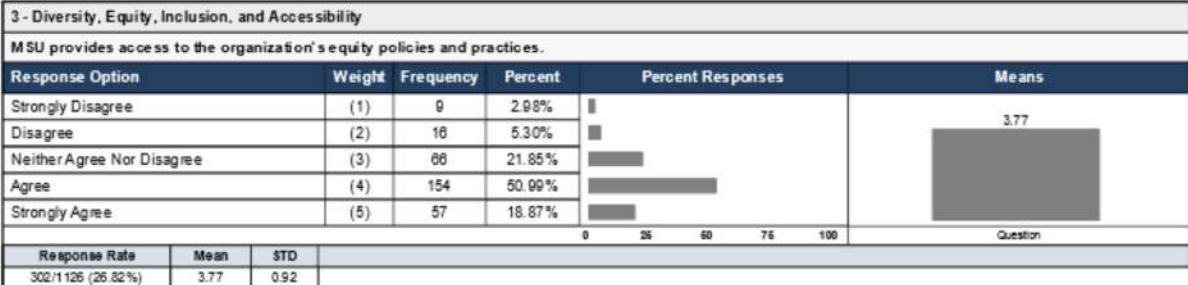 3 - Diversity, Equity, Inclusion, and Accessibility
MSU provides access to the organization's equity policies and practices.
Response Option Weight Frequency Percent Percent Responses Means
Strongly Disagree (1) 9 2.98%
3.77
Disagree (2) 16 5.30%
Neither Agree Nor Disagree (3) 66 21.85%
Agree (4) 154 50.99%
Strongly Agree (5) 57 18.87%
0 25 50 75 100 Question
Response Rate Mean STD
302/1126 (26.82%) 3.77 0.92